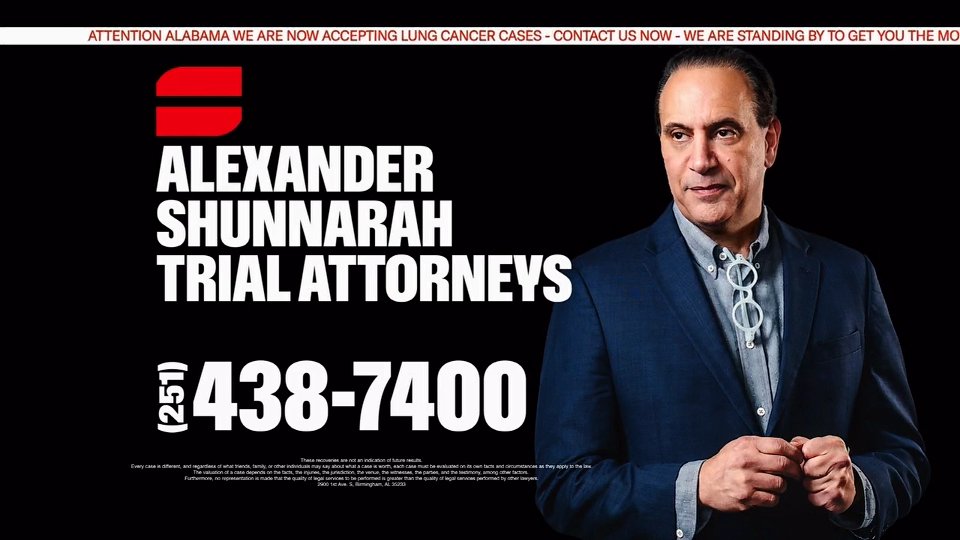 ATTENTION ALABAMA WE ARE NOW ACCEPTING LUNG CANCER CASES - CONTACT US NOW - WE ARE STANDING BY TO GET YOU THE MO
ALEXANDER
SHUNNARAH
TRIAL ATTORNEYS
(251) 438-7400
These recoveries are not an indication of future results.
Every case is different, and regardless of what friends, family, or other individuals may say about what a case is worth, each case must be evaluated on its own facts and circumstances as they apply to the law.
The valuation of a case depends on the facts, the injuries, the jurisdiction, the venue, the witnesses, the parties, and the testimony, among other factors.
Furthermore, no representation is made that the quality of legal services to be performed is greater than the quality of legal services performed by other lawyers.
2900 1st Ave. S, Birmingham, AL 35233